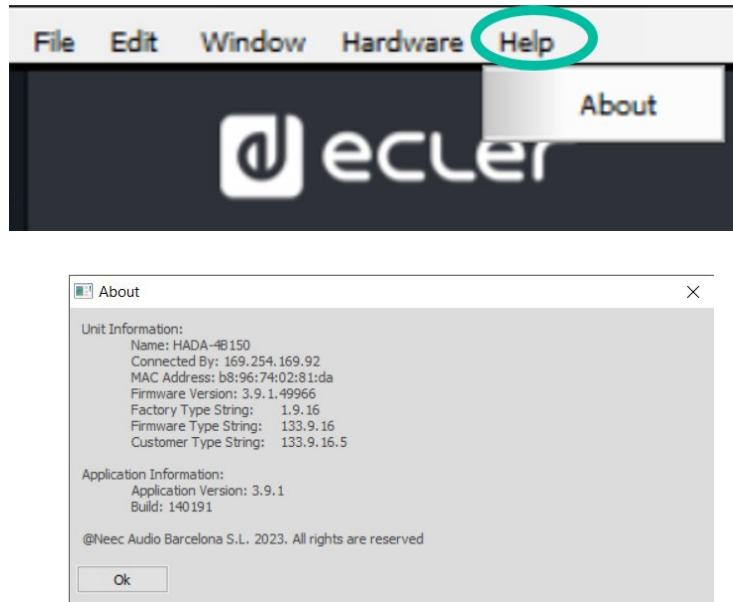 File Edit Window Hardware Help
About
ecler
About
Unit Information:
Name: HADA-4B150
Connected By: 169.254.169.92
MAC Address: b8:96:74:02:81:da
Firmware Version: 3.9.1.49966
Factory Type String: 1.9.16
Firmware Type String: 133.9.16
Customer Type String: 133.9.16.5
Application Information:
Application Version: 3.9.1
Build: 140191
@Neec Audio Barcelona S.L. 2023. All rights are reserved
Ok